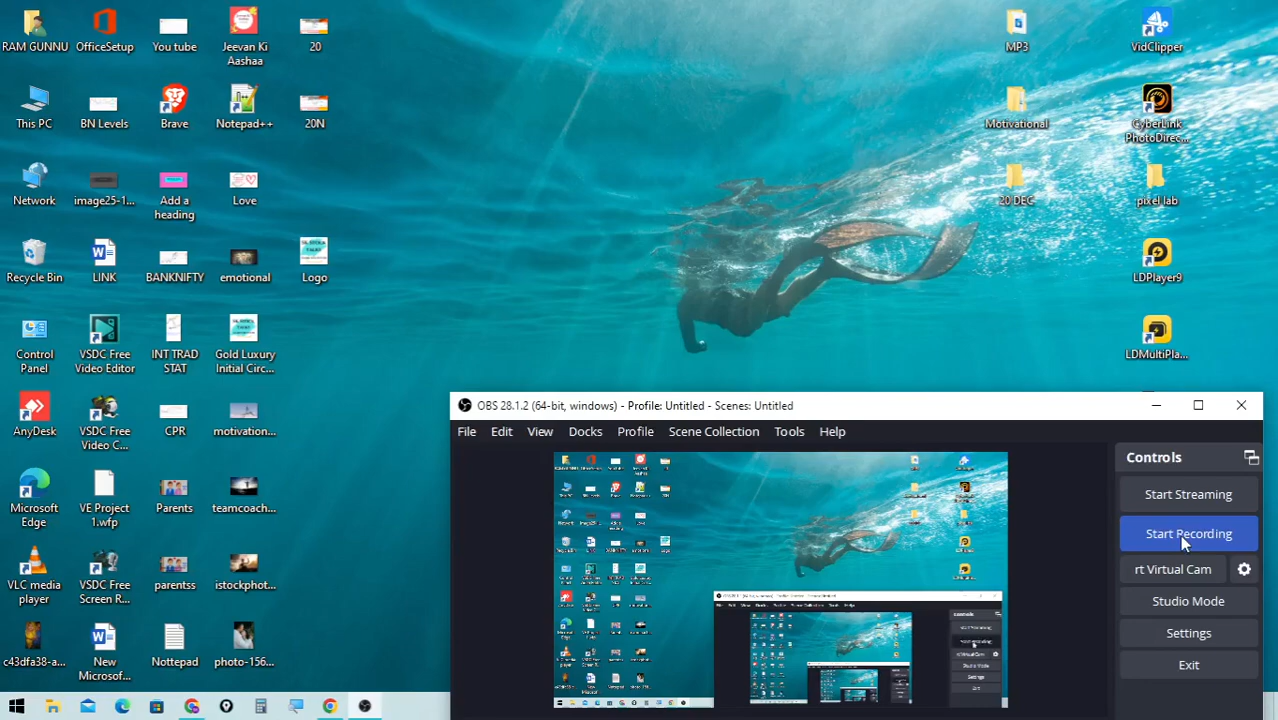 RAM GUNNU
OfficeSetup
You tube
Jeevan Ki
Aashaa
20
MP3
VidClipper
This PC
BN Levels
Brave
Notepad++
20N
Motivational
CyberLink
PhotoDirec...
Network
image25-1...
Add a
heading
Love
20 DEC
pixel lab
Recycle Bin
LINK
BANKNIFTY
emotional
Logo
LDPlayer9
Control
Panel
VSDC Free
Video Editor
INT TRAD
STAT
Gold Luxury
Initial Circ...
LDMultiPla...
AnyDesk
VSDC Free
Video C...
CPR
motivation...
Microsoft
Edge
VE Project
1.wfp
Parents
teamcoach...
VLC media
player
VSDC Free
Screen R...
parentss
istockphot...
c43dfa38-a...
New
Microsoft...
Nottepad
photo-156...
OBS 28.1.2 (64-bit, windows) - Profile: Untitled - Scenes: Untitled
File Edit View Docks Profile Scene Collection Tools Help
Controls
Start Streaming
Start Recording
rt Virtual Cam
Studio Mode
Settings
Exit